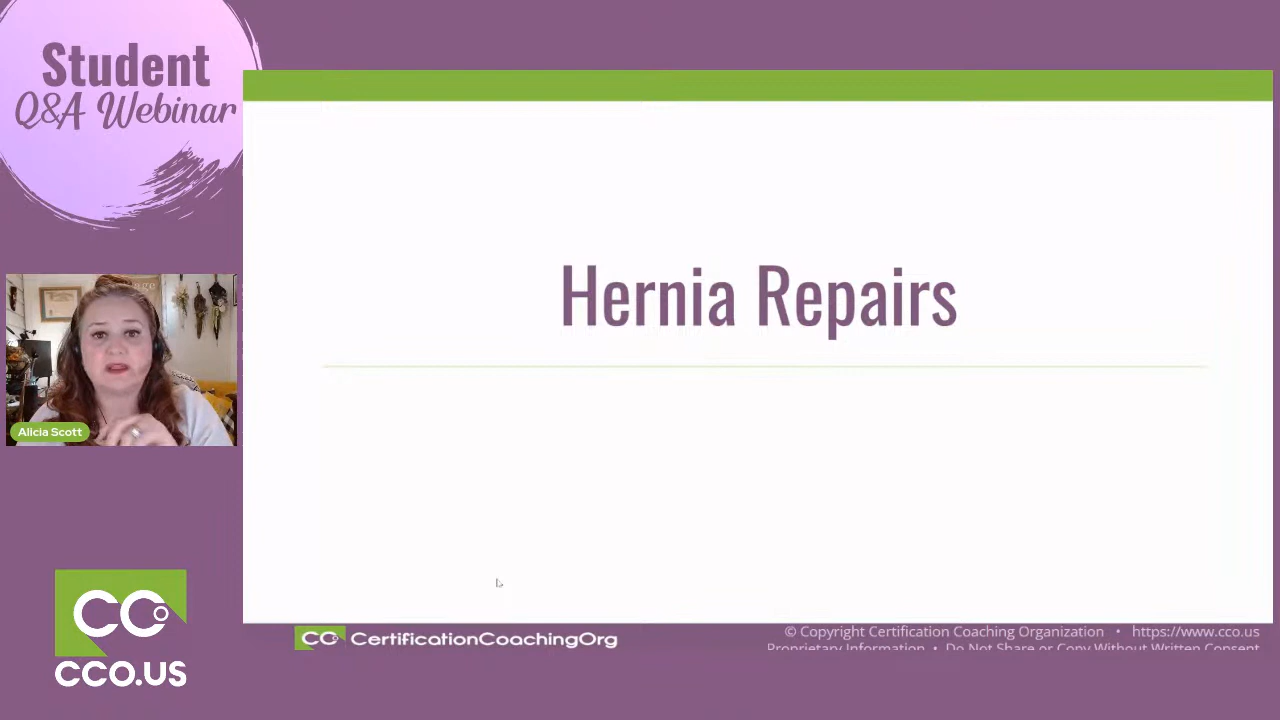 Student
Q&A Webinar
Hernia Repairs
Alicia Scott
CCO
CCO.US
CCO CertificationCoachingOrg
© Copyright Certification Coaching Organization • https://www.cco.us
Proprietary Information • Do Not Share or Copy Without Written Consent